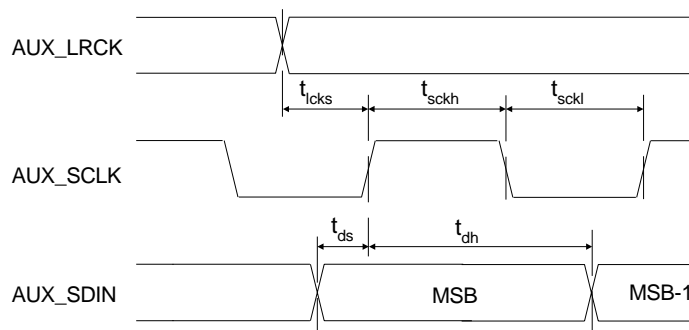 AUX_LRCK
t_lcks t_sckh t_sckl
AUX_SCLK
t_ds t_dh
AUX_SDIN MSB MSB-1